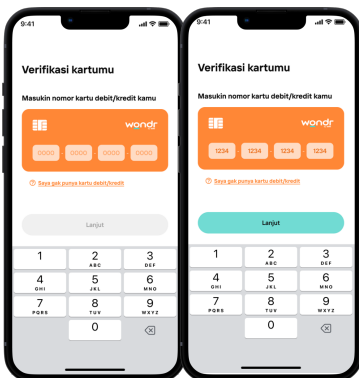 9:41
Verifikasi kartumu
Masukin nomor kartu debit/kredit kamu
wondr
0000 0000 0000 0000
Saya gak punya kartu debit/kredit
Lanjut
1 2 3
ABC DEF
4 5 6
GHI JKL MNO
7 8 9
PQRS TUV WXYZ
0
9:41
Verifikasi kartumu
Masukin nomor kartu debit/kredit kamu
wondr
1234 1234 1234 1234
Saya gak punya kartu debit/kredit
Lanjut
1 2 3
ABC DEF
4 5 6
GHI JKL MNO
7 8 9
PQRS TUV WXYZ
0